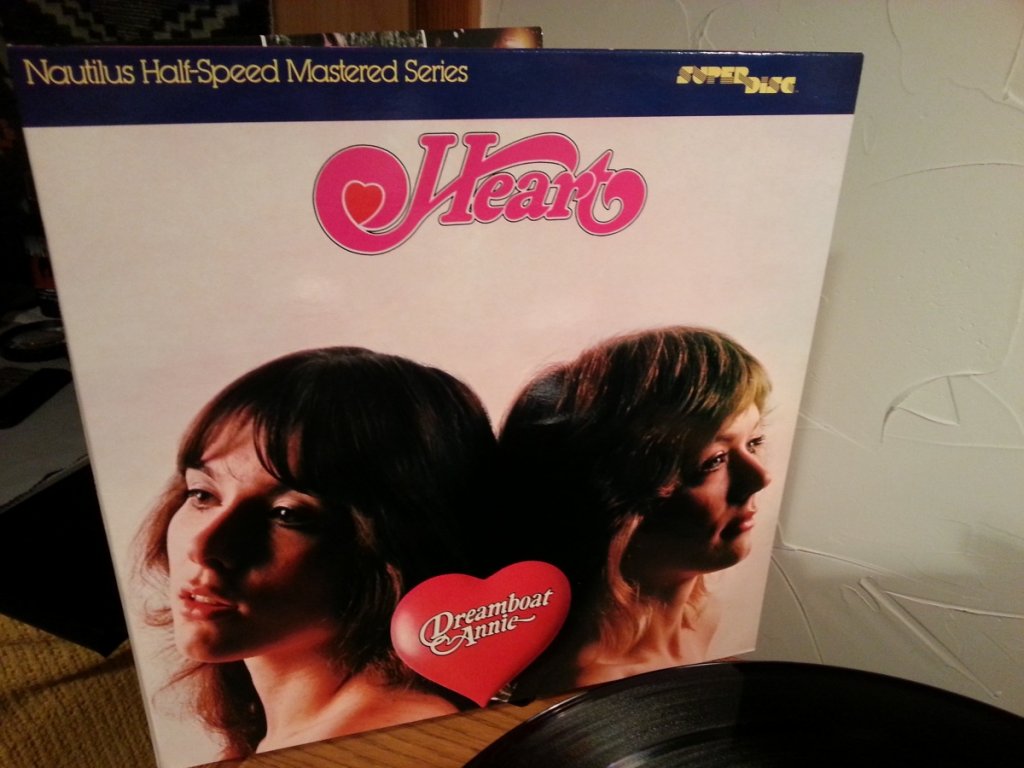 Nautilus Half-Speed Mastered Series
SUPER DISC
Heart
Dreamboat
Annie